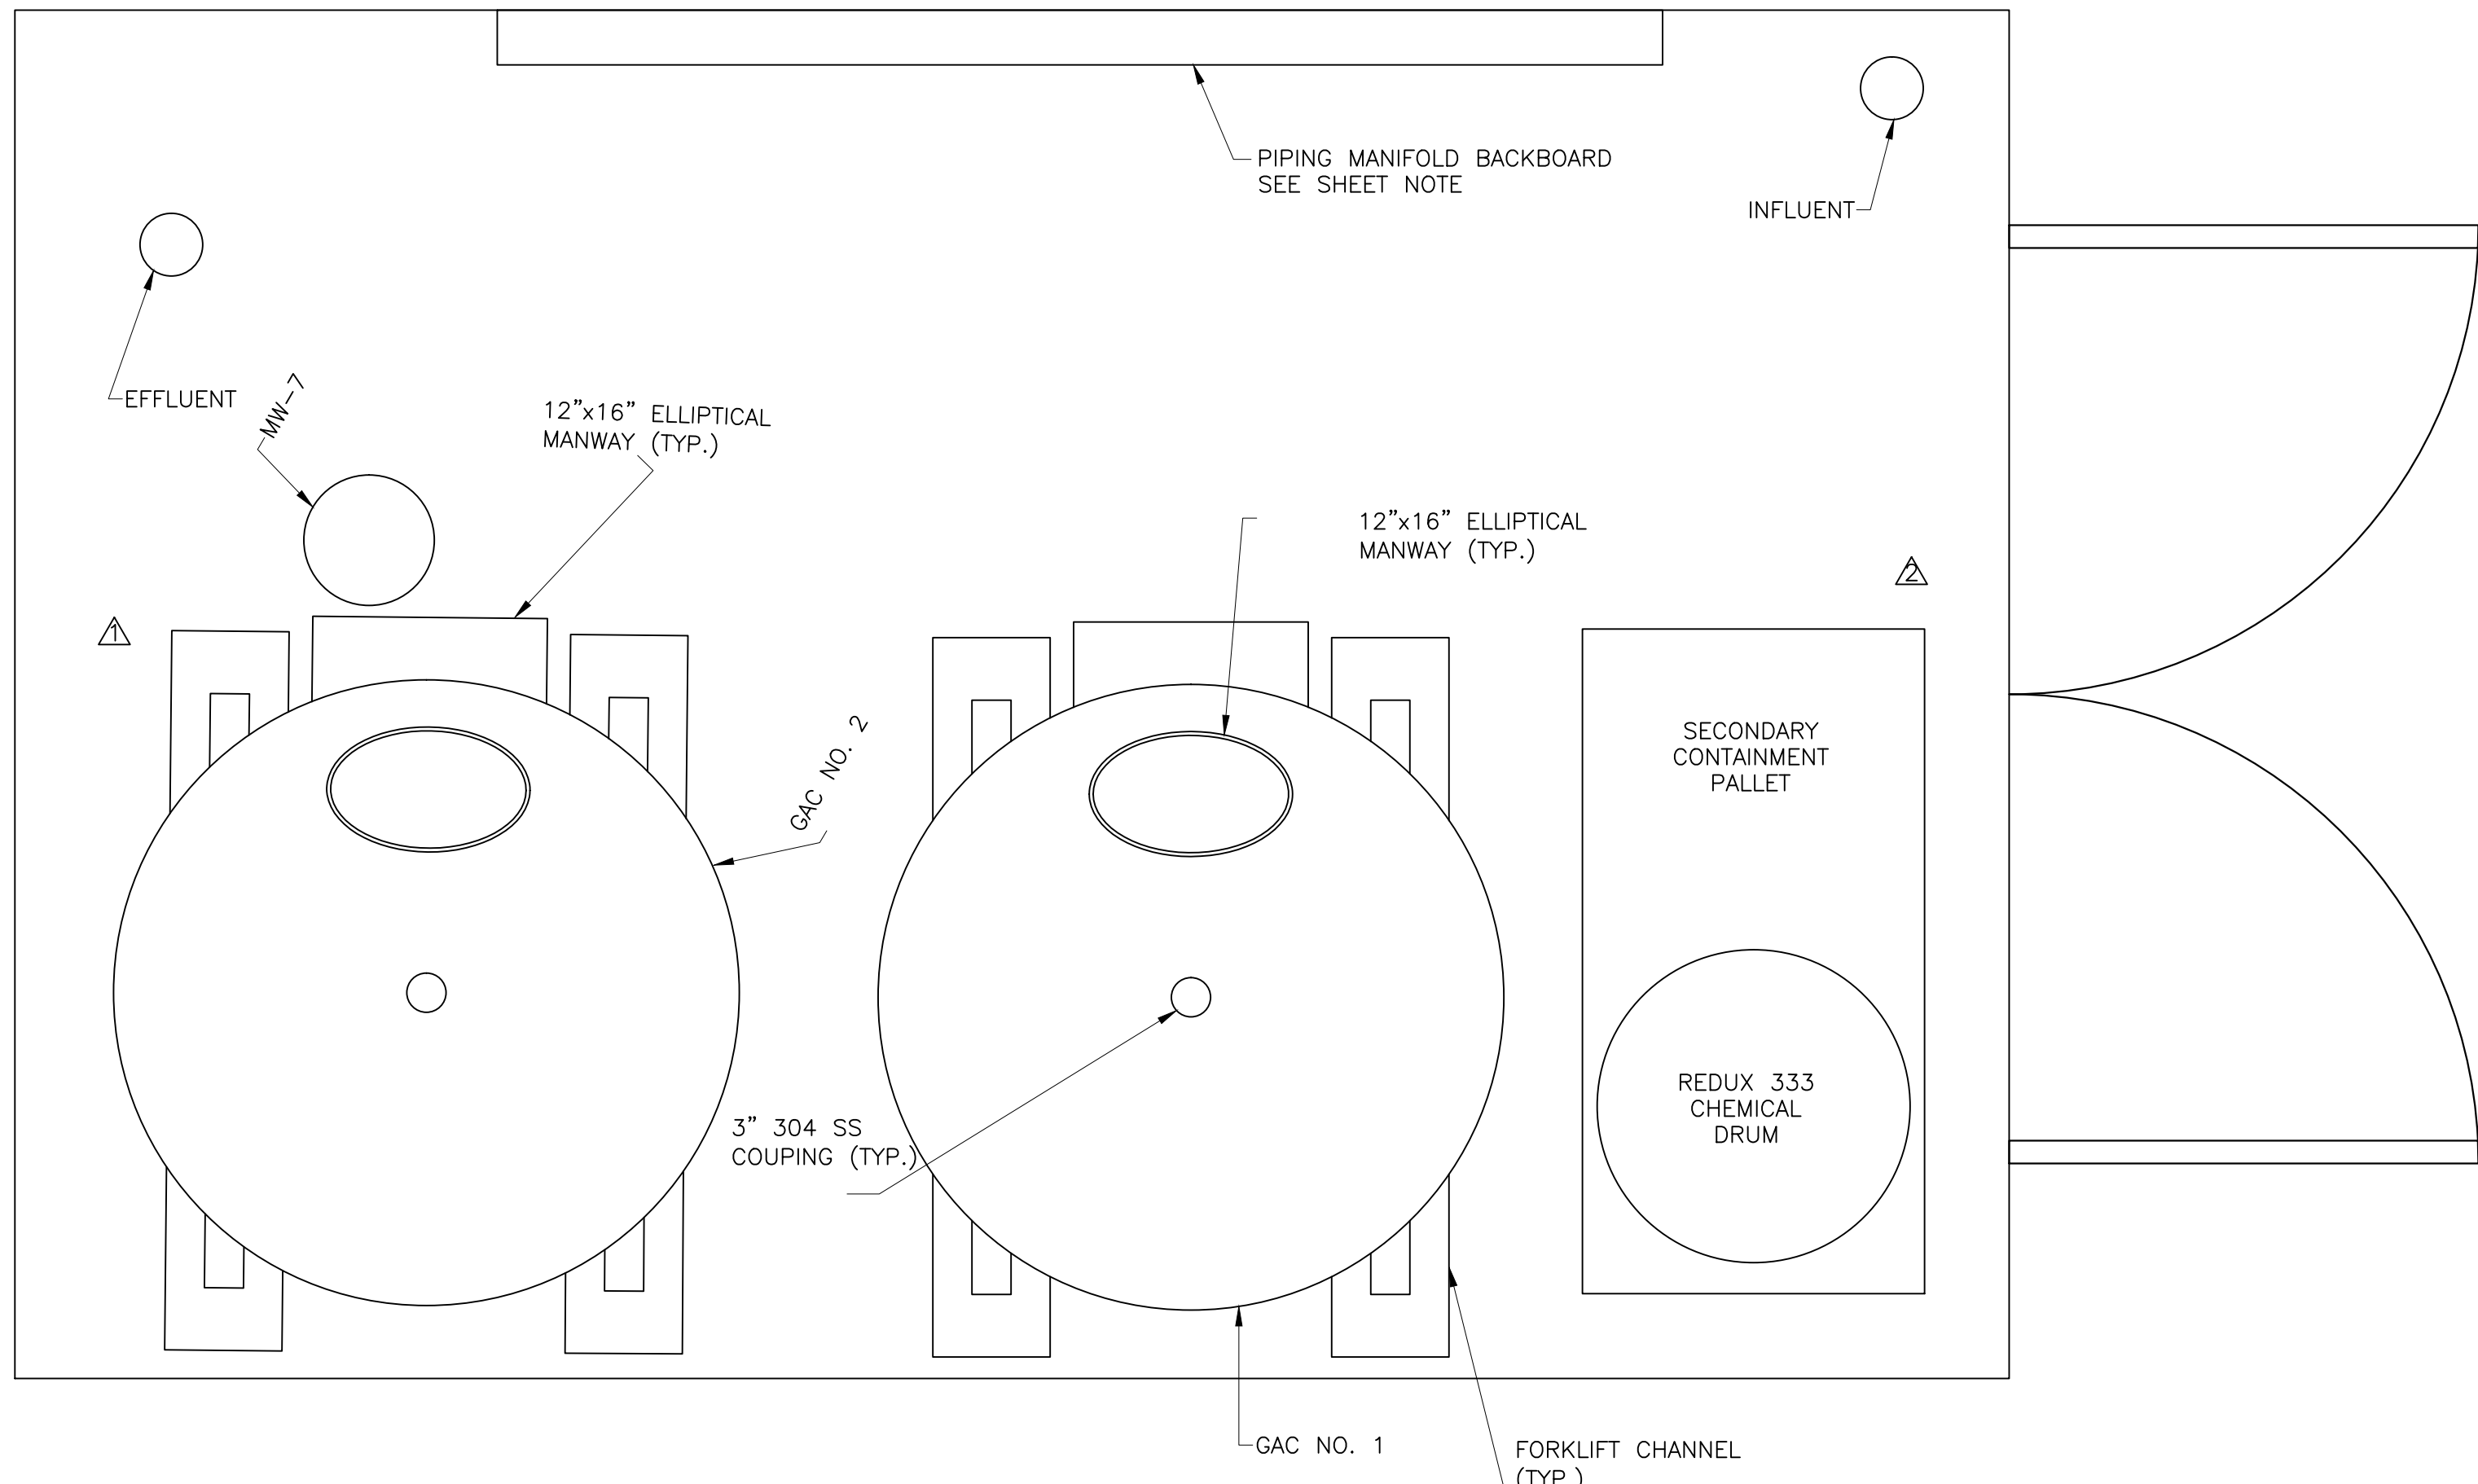 PIPING MANIFOLD BACKBOARD
SEE SHEET NOTE
INFLUENT
EFFLUENT
MW-7
12"x16" ELLIPTICAL
MANWAY (TYP.)
12"x16" ELLIPTICAL
MANWAY (TYP.)
2
1
GAC NO. 2
SECONDARY
CONTAINMENT
PALLET
REDUX 333
CHEMICAL
DRUM
3" 304 SS
COUPING (TYP.)
GAC NO. 1
FORKLIFT CHANNEL
(TYP.)